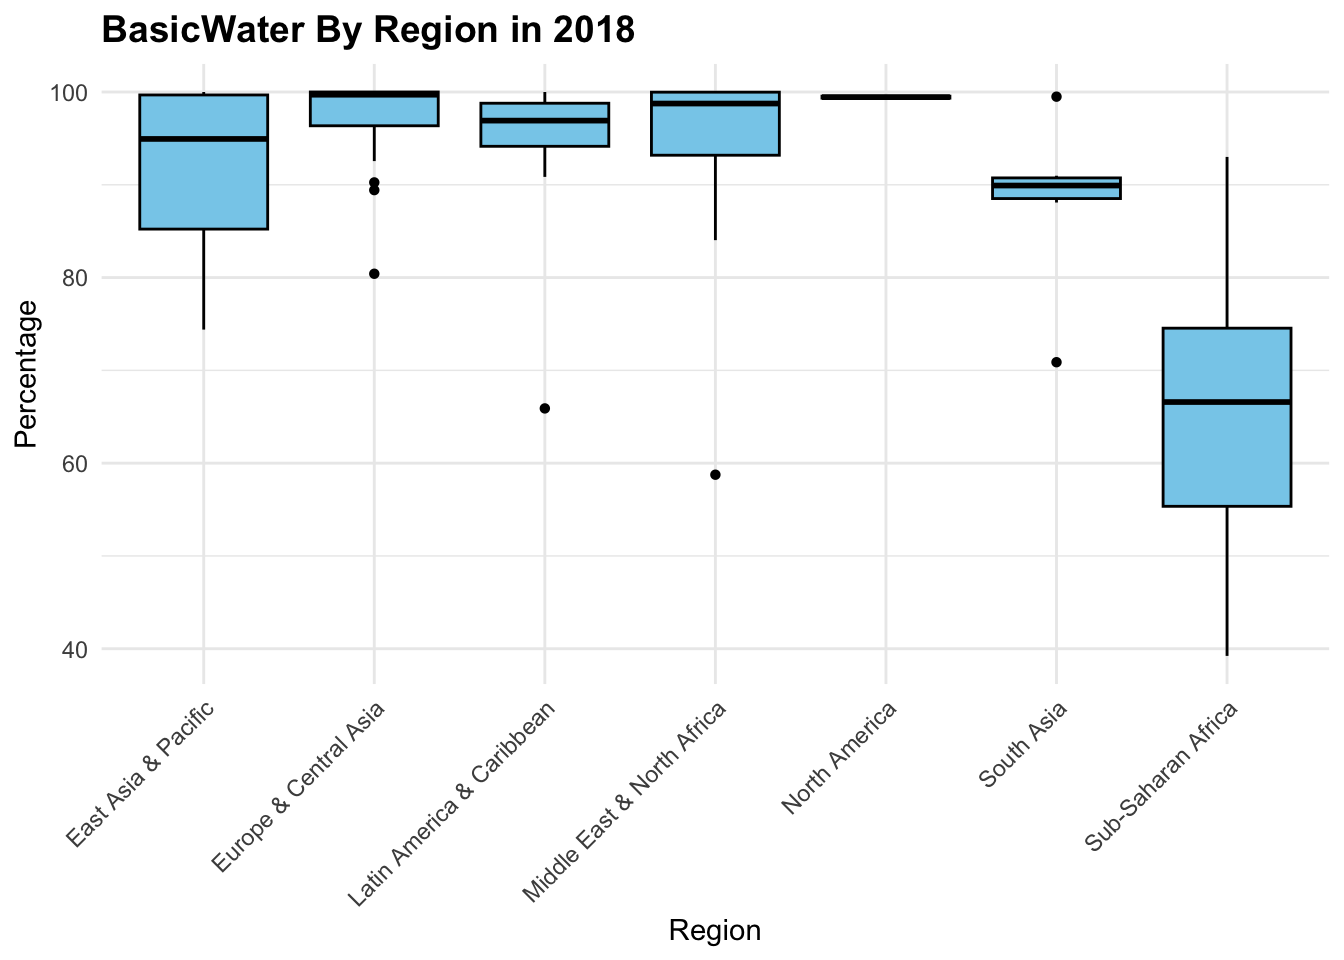 BasicWater By Region in 2018
Percentage
100
80
60
40
East Asia & Pacific
Europe & Central Asia
Latin America & Caribbean
Middle East & North Africa
North America
South Asia
Sub-Saharan Africa
Region